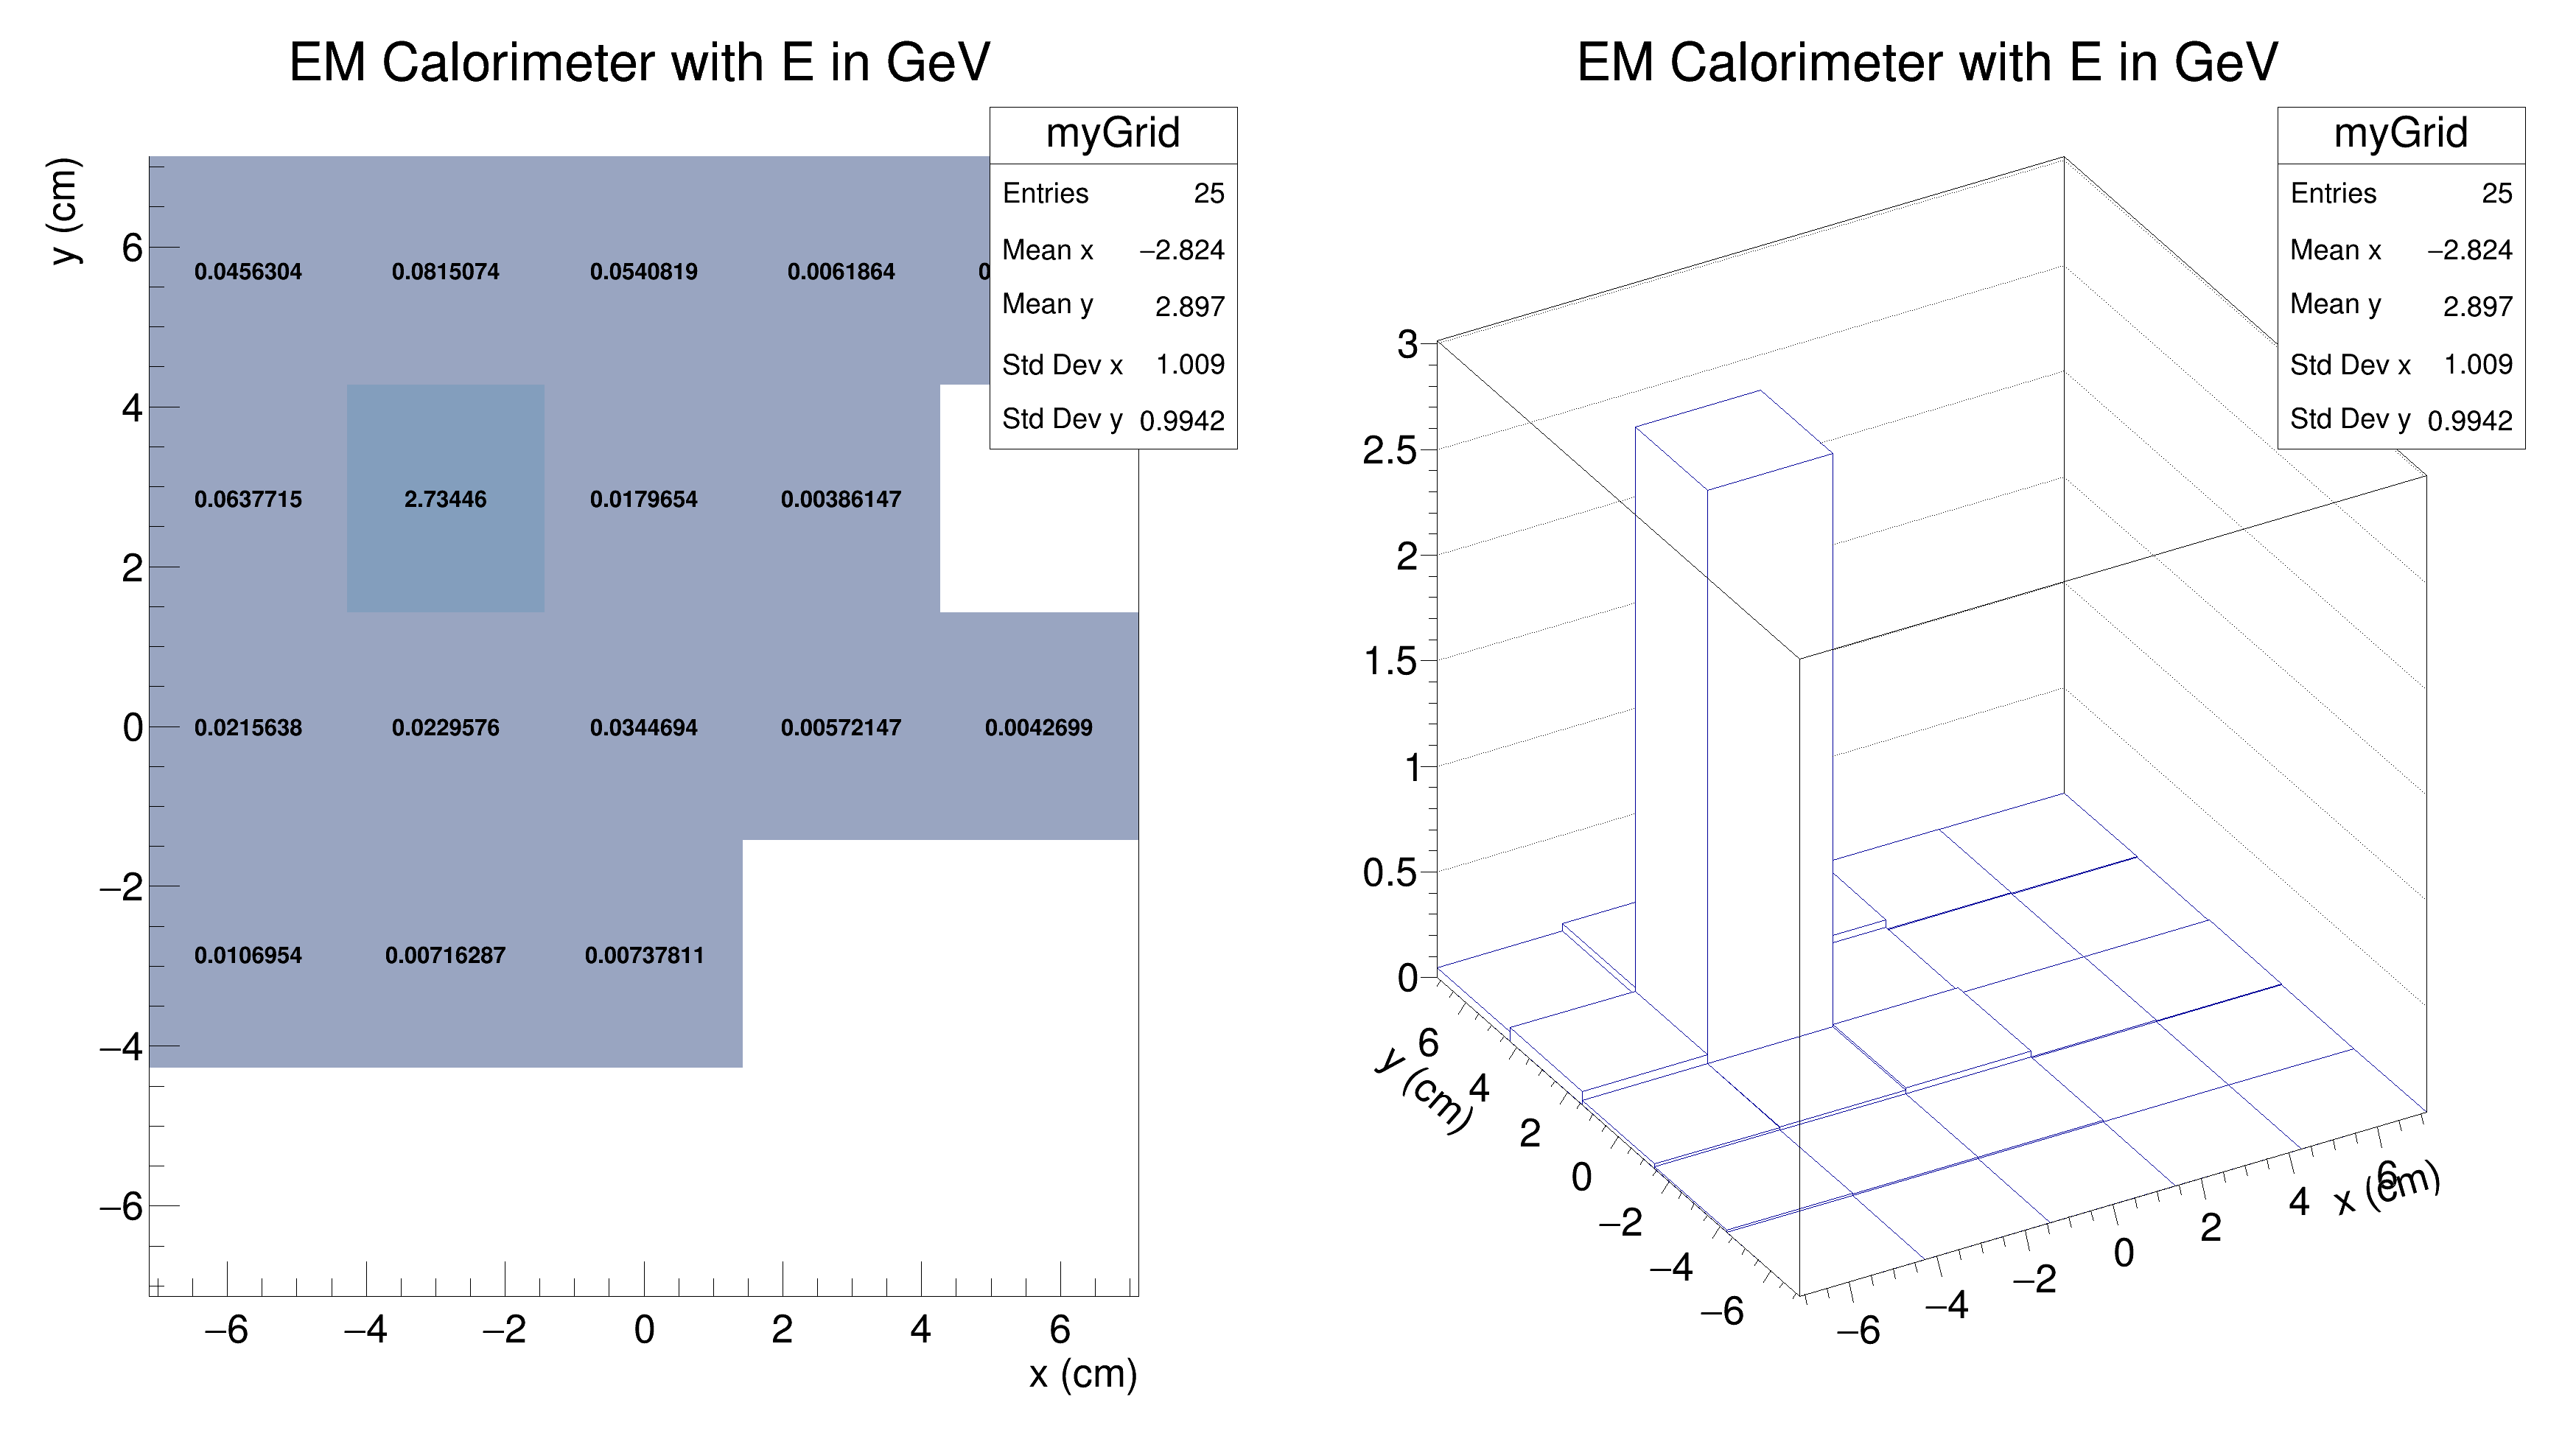 EM Calorimeter with E in GeV
myGrid
Entries 25
Mean x −2.824
Mean y 2.897
Std Dev x 1.009
Std Dev y 0.9942
y (cm)
6
4
2
0
−2
−4
−6
0.0456304 0.0815074 0.0540819 0.0061864 0
0.0637715 2.73446 0.0179654 0.00386147
0.0215638 0.0229576 0.0344694 0.00572147 0.0042699
0.0106954 0.00716287 0.00737811
−6 −4 −2 0 2 4 6
x (cm)
EM Calorimeter with E in GeV
myGrid
Entries 25
Mean x −2.824
Mean y 2.897
Std Dev x 1.009
Std Dev y 0.9942
3
2.5
2
1.5
1
0.5
0
6
4
2
0
−2
−4
−6
y (cm)
−6 −4 −2 0 2 4 6
x (cm)